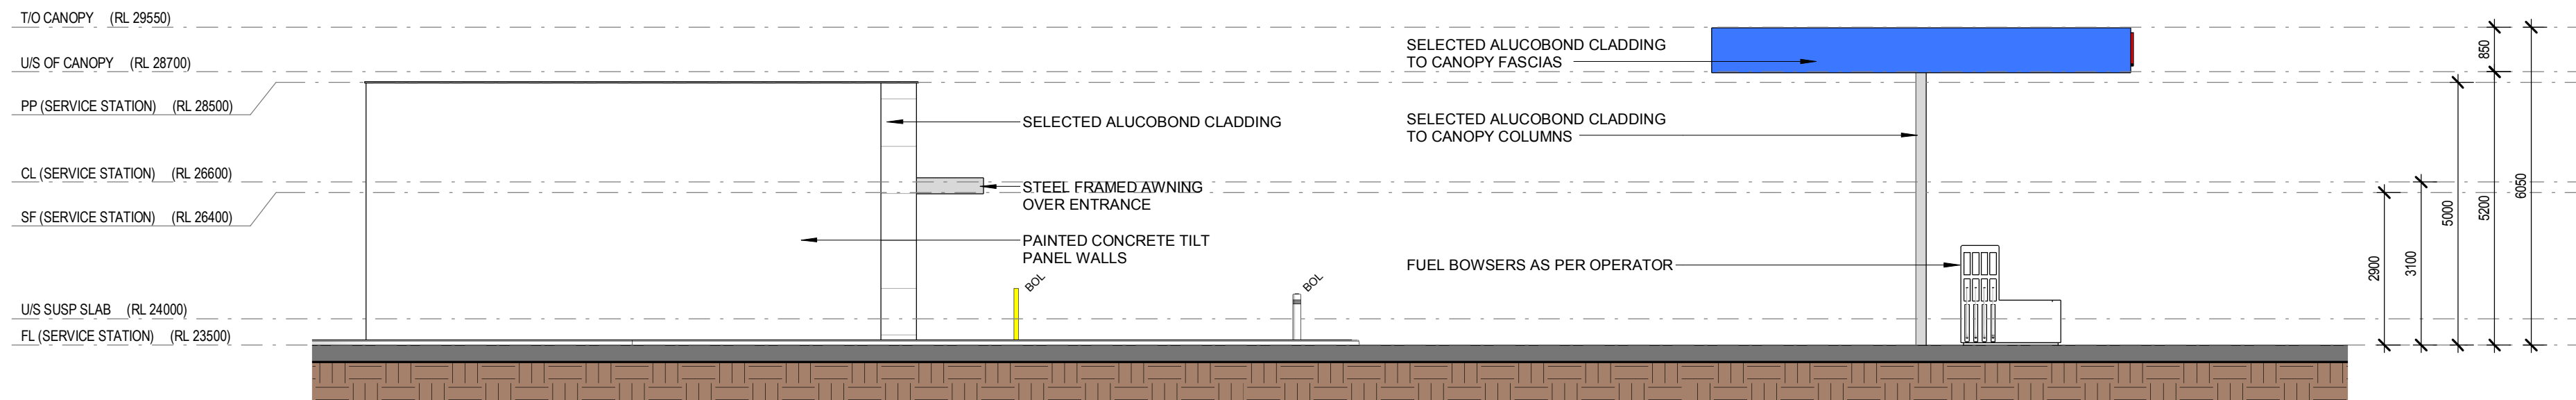 T/O CANOPY (RL 29550)
U/S OF CANOPY (RL 28700)
PP (SERVICE STATION) (RL 28500)
CL (SERVICE STATION) (RL 26600)
SF (SERVICE STATION) (RL 26400)
U/S SUSP SLAB (RL 24000)
FL (SERVICE STATION) (RL 23500)
SELECTED ALUCOBOND CLADDING
STEEL FRAMED AWNING
OVER ENTRANCE
PAINTED CONCRETE TILT
PANEL WALLS
BOL
BOL
SELECTED ALUCOBOND CLADDING
TO CANOPY FASCIAS
SELECTED ALUCOBOND CLADDING
TO CANOPY COLUMNS
FUEL BOWSERS AS PER OPERATOR
2900
3100
5000
850
5200
6050